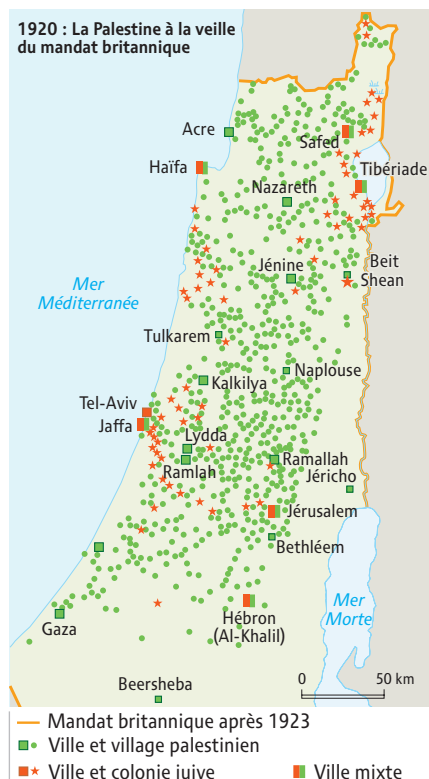 1920 : La Palestine à la veille
du mandat britannique
Acre
Safed
Haïfa
Tibériade
Nazareth
Beit
Shean
Jénine
Mer
Méditerranée
Tulkarem
Naplouse
Kalkilya
Tel-Aviv
Jaffa
Lydda
Ramlah
Ramallah
Jéricho
Jérusalem
Bethléem
Mer
Morte
Hébron
(Al-Khalil)
Gaza
Beersheba
0 50 km
Mandat britannique après 1923
Ville et village palestinien
Ville et colonie juive
Ville mixte